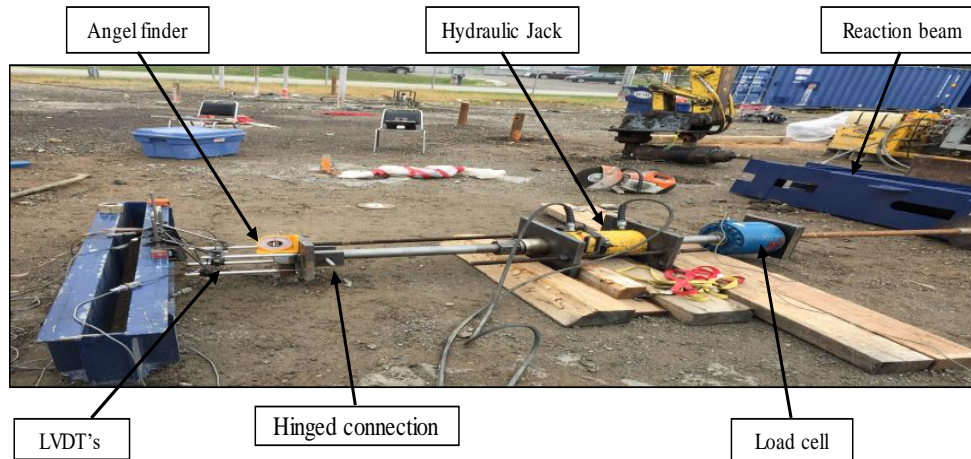 Angel finder
Hydraulic Jack
Reaction beam
LVDT's
Hinged connection
Load cell